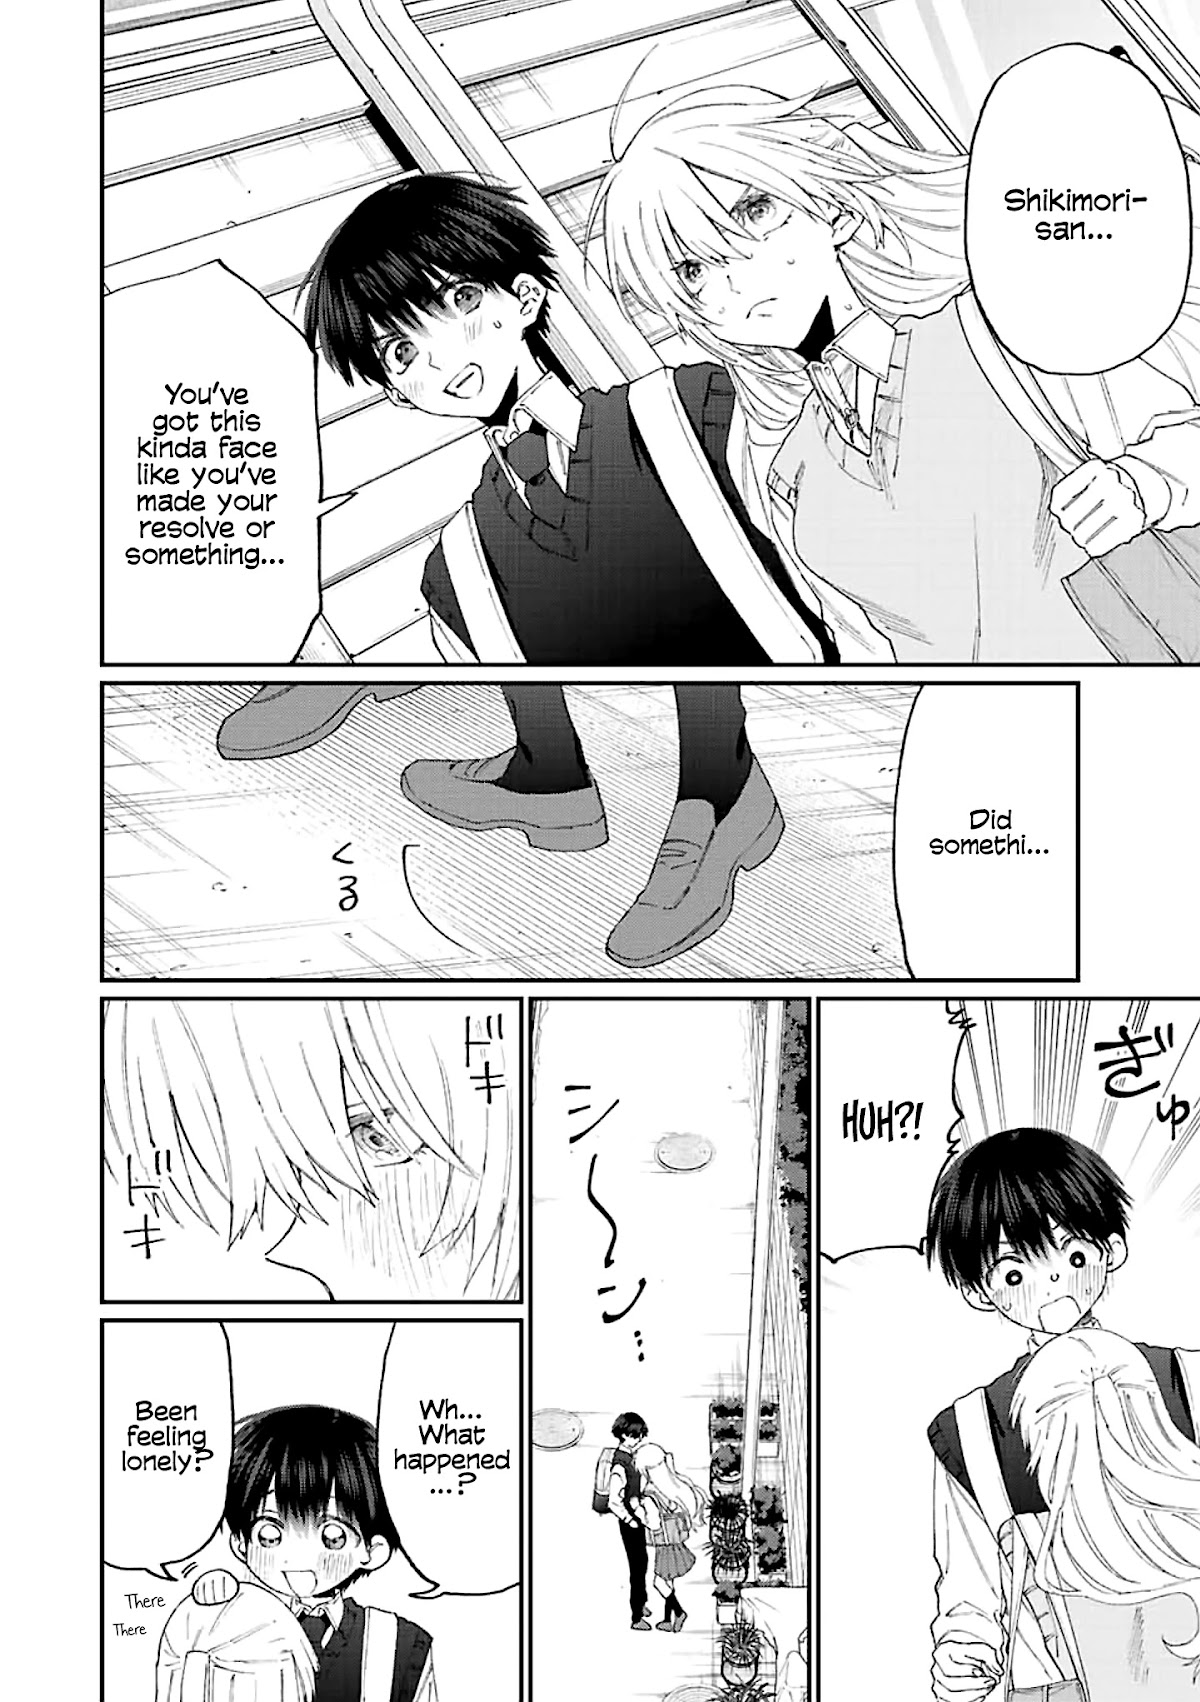 Shikimori-
san...
You've
got this
kinda face
like you've
made your
resolve or
something...
Did
somethi...
くる
ぎゅ
HUH?!
シ〜ン…
ドキ
ドキ
Wh...
What
happened
...?
Been
feeling
lonely?
There
There